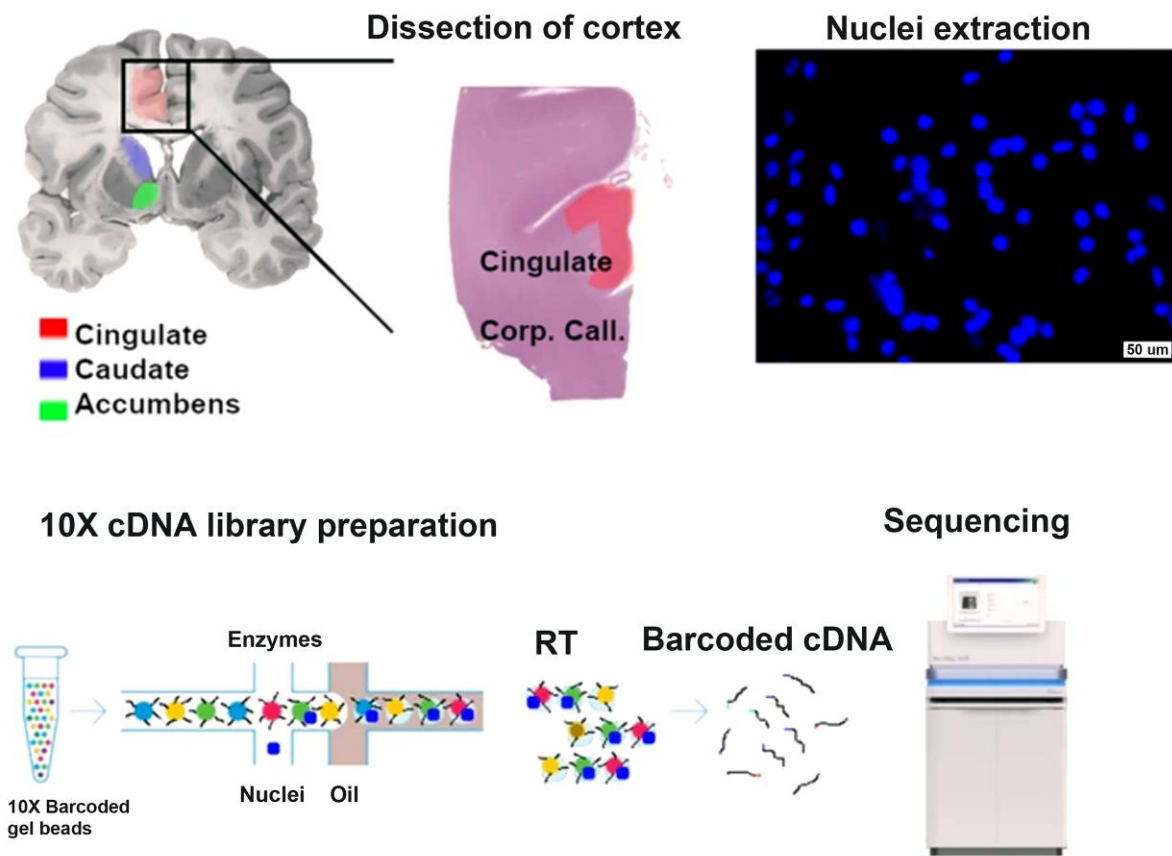 Dissection of cortex
Nuclei extraction
Cingulate
Corp. Call.
50 um
Cingulate
Caudate
Accumbens
10X cDNA library preparation
Sequencing
Enzymes
RT
Barcoded cDNA
Nuclei
Oil
10X Barcoded
gel beads